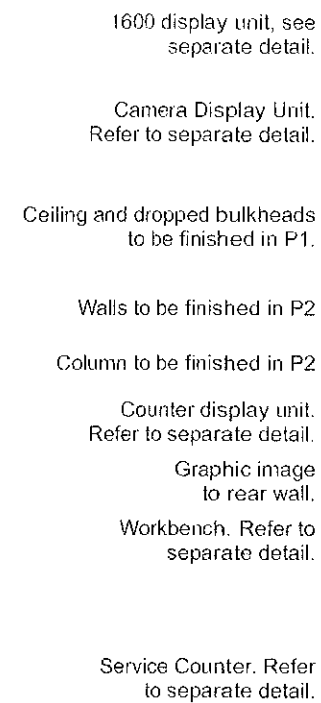 1600 display unit, see
separate detail.
Camera Display Unit.
Refer to separate detail.
Ceiling and dropped bulkheads
to be finished in P1.
Walls to be finished in P2
Column to be finished in P2
Counter display unit.
Refer to separate detail.
Graphic image
to rear wall.
Workbench. Refer to
separate detail.
Service Counter. Refer
to separate detail.